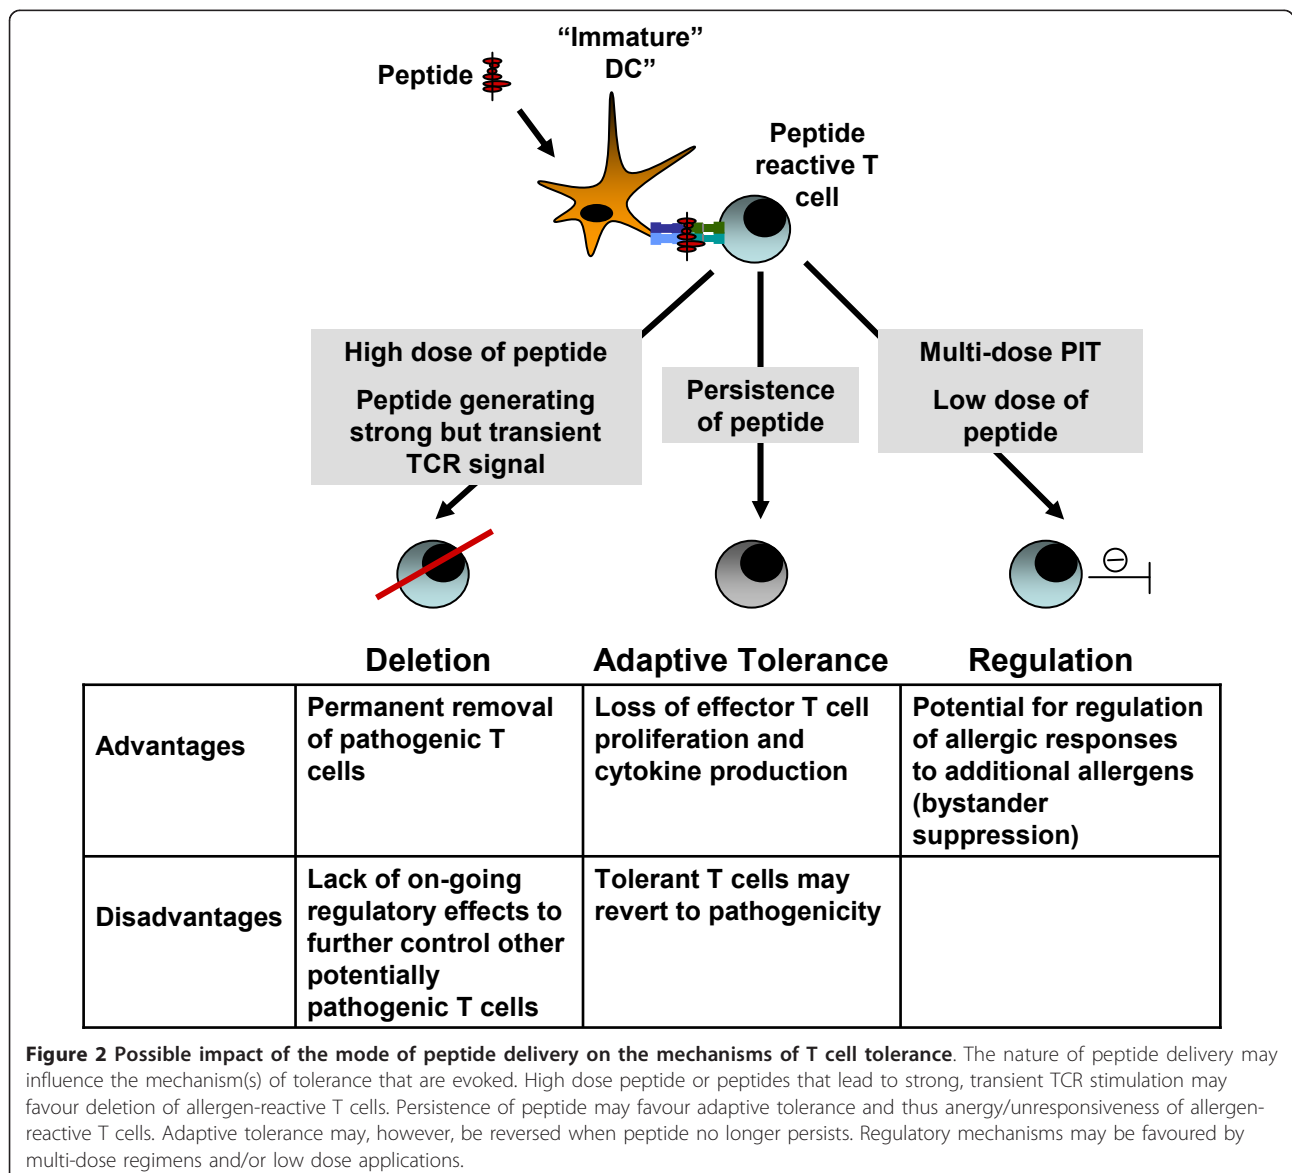 “Immature”
DC”
Peptide
Peptide
reactive T
cell
High dose of peptide
Peptide generating
strong but transient
TCR signal
Persistence
of peptide
Multi-dose PIT
Low dose of
peptide
Deletion
Adaptive Tolerance
Regulation
Advantages
Permanent removal
of pathogenic T
cells
Loss of effector T cell
proliferation and
cytokine production
Potential for regulation
of allergic responses
to additional allergens
(bystander
suppression)
Disadvantages
Lack of on-going
regulatory effects to
further control other
potentially
pathogenic T cells
Tolerant T cells may
revert to pathogenicity
Figure 2 Possible impact of the mode of peptide delivery on the mechanisms of T cell tolerance. The nature of peptide delivery may
influence the mechanism(s) of tolerance that are evoked. High dose peptide or peptides that lead to strong, transient TCR stimulation may
favour deletion of allergen-reactive T cells. Persistence of peptide may favour adaptive tolerance and thus anergy/unresponsiveness of allergen-
reactive T cells. Adaptive tolerance may, however, be reversed when peptide no longer persists. Regulatory mechanisms may be favoured by
multi-dose regimens and/or low dose applications.